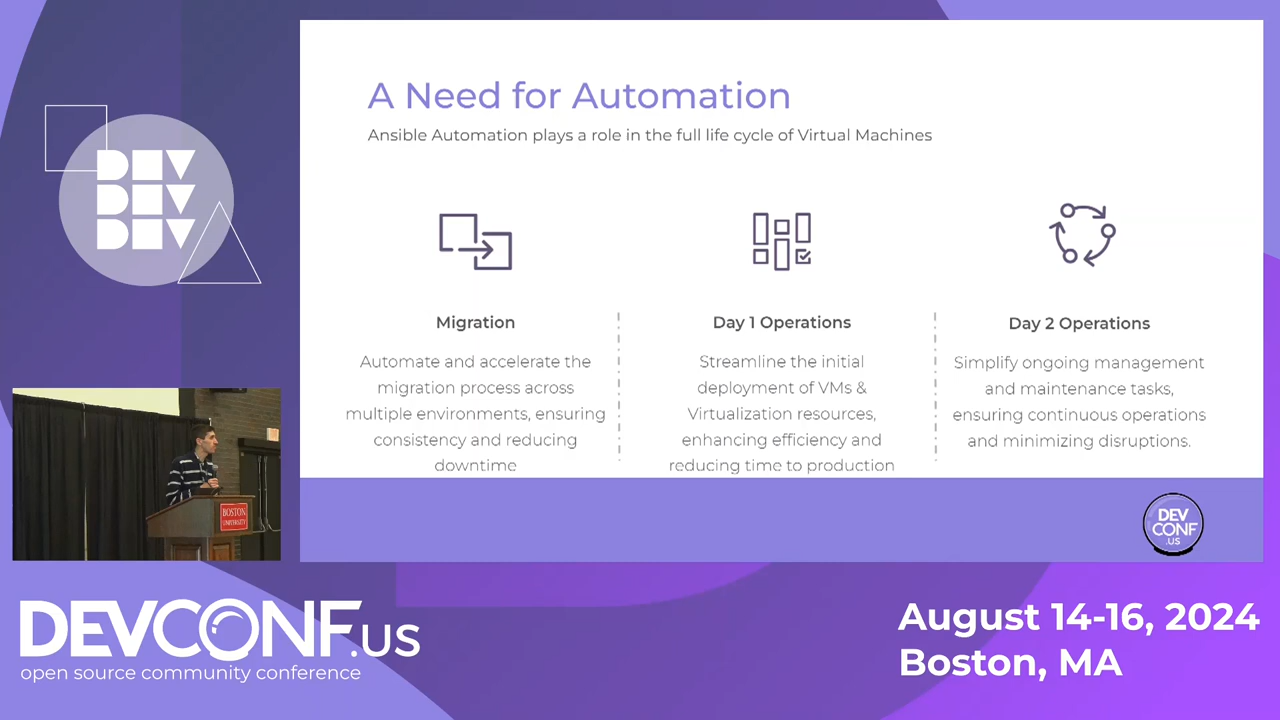 DEV
DEV
DEV
A Need for Automation
Ansible Automation plays a role in the full life cycle of Virtual Machines
Migration
Automate and accelerate the
migration process across
multiple environments, ensuring
consistency and reducing
downtime
Day 1 Operations
Streamline the initial
deployment of VMs &
Virtualization resources,
enhancing efficiency and
reducing time to production
Day 2 Operations
Simplify ongoing management
and maintenance tasks,
ensuring continuous operations
and minimizing disruptions.
BOSTON
UNIVERSITY
DEV
CONF
.US
DEVCONF.US
open source community conference
August 14-16, 2024
Boston, MA